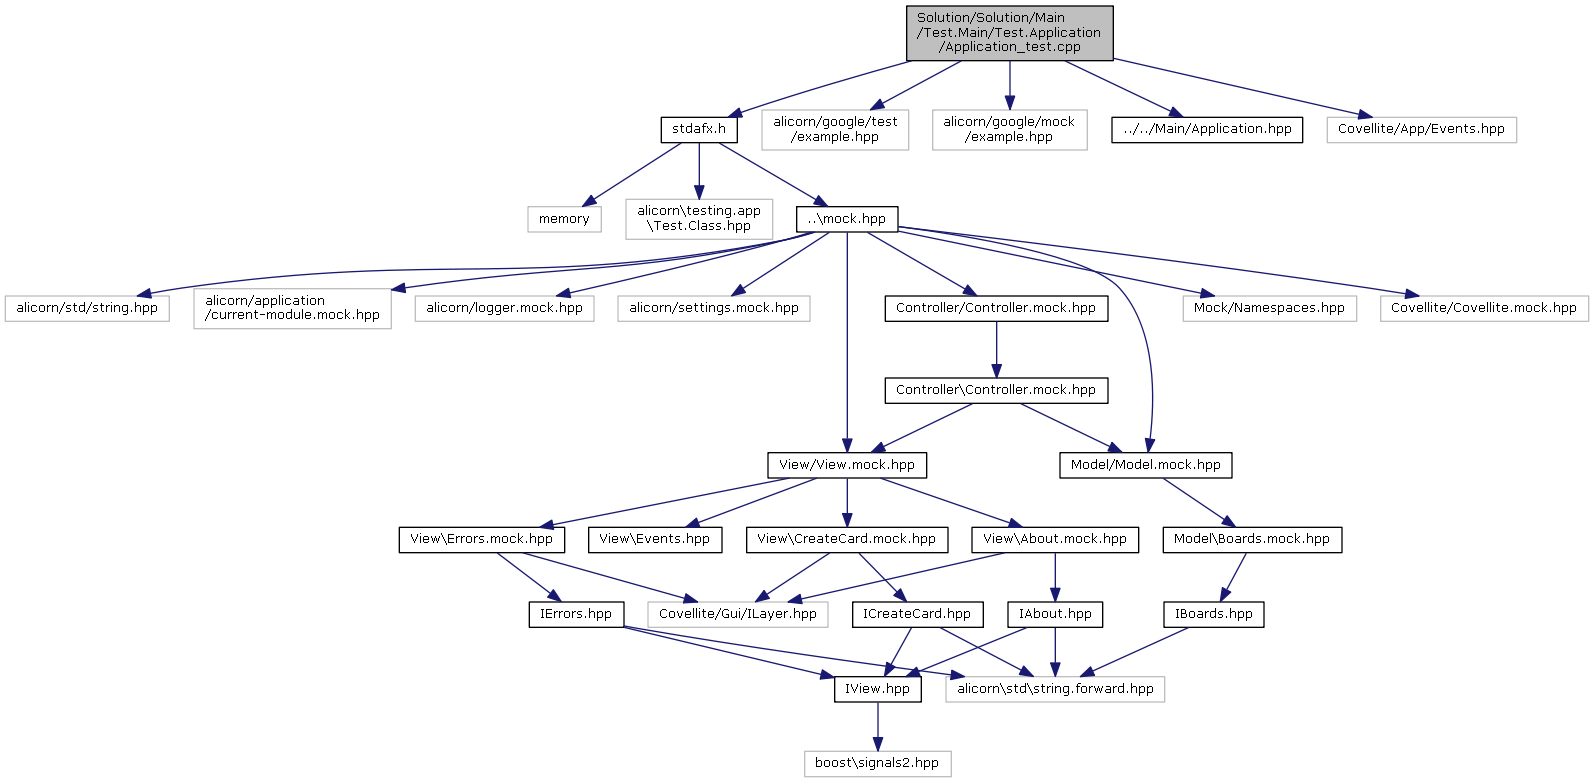 Solution/Solution/Main
/Test.Main/Test.Application
/Application_test.cpp
stdafx.h
alicorn/google/test
/example.hpp
alicorn/google/mock
/example.hpp
../../Main/Application.hpp
Covellite/App/Events.hpp
memory
alicorn\testing.app
\Test.Class.hpp
..\mock.hpp
alicorn/std/string.hpp
alicorn/application
/current-module.mock.hpp
alicorn/logger.mock.hpp
alicorn/settings.mock.hpp
Controller/Controller.mock.hpp
Mock/Namespaces.hpp
Covellite/Covellite.mock.hpp
Controller\Controller.mock.hpp
View/View.mock.hpp
Model/Model.mock.hpp
View\Errors.mock.hpp
View\Events.hpp
View\CreateCard.mock.hpp
View\About.mock.hpp
Model\Boards.mock.hpp
IErrors.hpp
Covellite/Gui/ILayer.hpp
ICreateCard.hpp
IAbout.hpp
IBoards.hpp
IView.hpp
alicorn\std\string.forward.hpp
boost\signals2.hpp